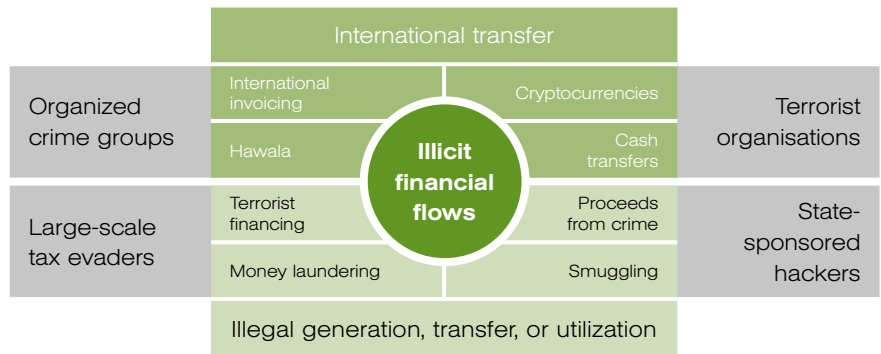 International transfer
Organized
crime groups
International
invoicing
Cryptocurrencies
Hawala
Cash
transfers
Terrorist
organisations
Illicit
financial
flows
Large-scale
tax evaders
Terrorist
financing
Proceeds
from crime
Money laundering
Smuggling
State-
sponsored
hackers
Illegal generation, transfer, or utilization